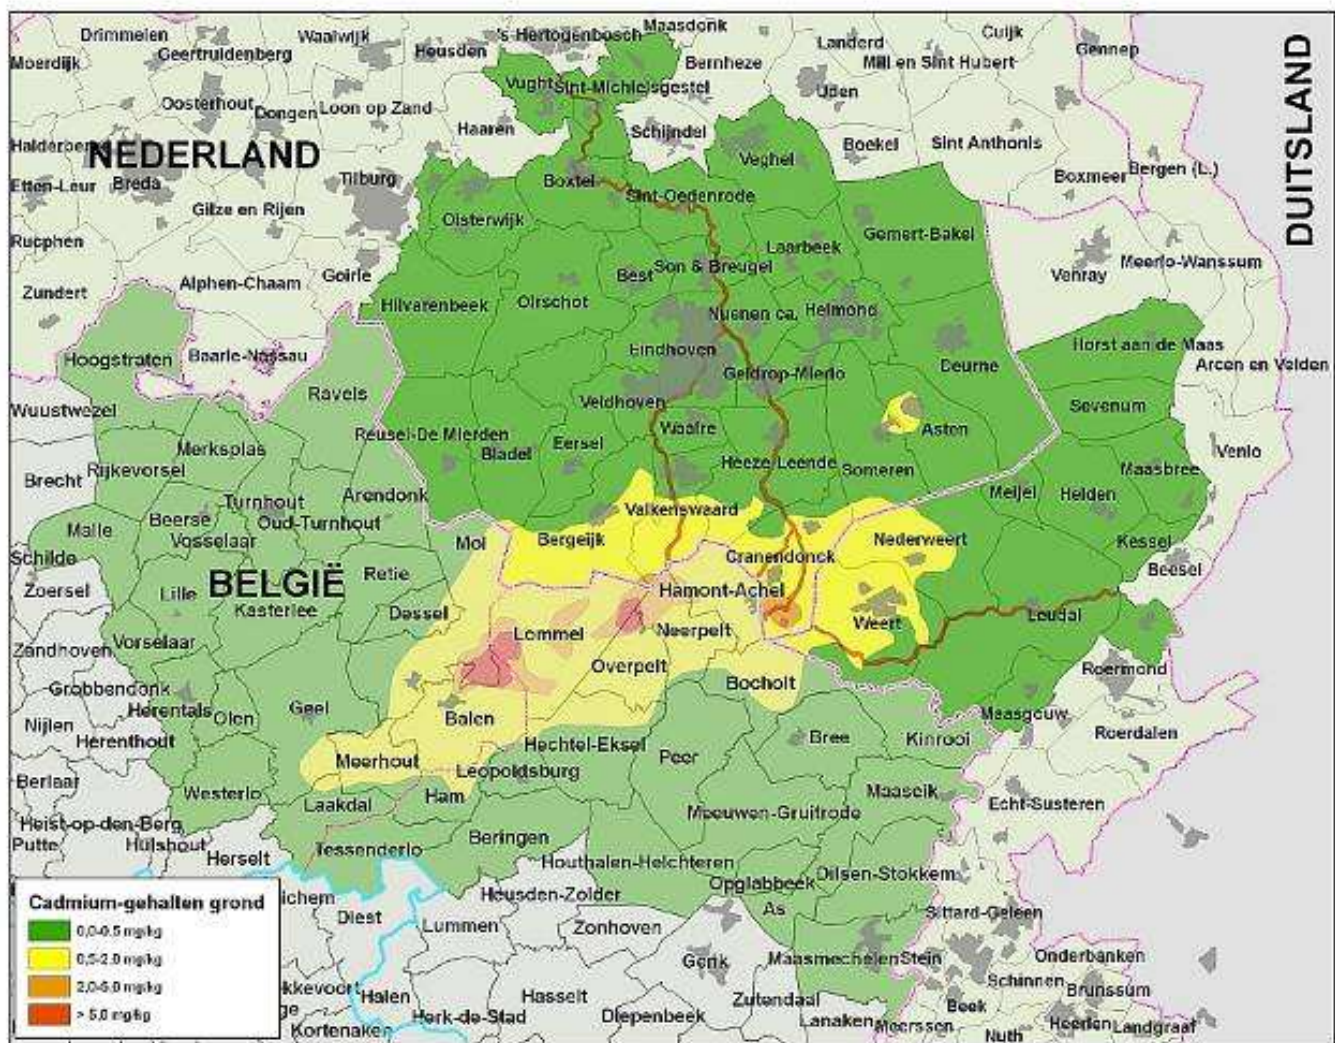 Drimmelen
Waalwijk
Heusden
's Hertogenbosch
Maasdonk
Landerd
Cuijk
Gennep
Moerdijk
Geertruidenberg
Bernheze
Mill en Sint Hubert
Vught
Sint-Michielsgestel
Oosterhout
Dongen
Loon op Zand
Uden
DUITSLAND
Haaren
Schijndel
Boekel
Sint Anthonis
NEDERLAND
Veghel
Boxmeer
Bergen (L.)
Etten-Leur
Breda
Tilburg
Boxtel
Sint-Oedenrode
Gilze en Rijen
Oisterwijk
Gemert-Bakel
Rucphen
Laarbeek
Goirle
Best
Son & Breugel
Venray
Meerlo-Wanssum
Zundert
Alphen-Chaam
Hilvarenbeek
Oirschot
Nuenen ca.
Helmond
Hoogstraten
Baarle-Nassau
Eindhoven
Horst aan de Maas
Geldrop-Mierlo
Deurne
Arcen en Velden
Ravels
Veldhoven
Wuustwezel
Sevenum
Waalre
Asten
Reusel-De Mierden
Bladel
Eersel
Merksplas
Venlo
Rijkevorsel
Heeze-Leende
Someren
Maasbree
Brecht
Turnhout
Arendonk
Meijel
Helden
Beerse
Oud-Turnhout
Valkenswaard
Malle
Vosselaar
Mol
Bergeijk
Nederweert
Kessel
Schilde
Cranendonck
Beesel
Zoersel
BELGIË
Retie
Lille
Kasterlee
Dessel
Hamont-Achel
Leudal
Lommel
Neerpelt
Weert
Vorselaar
Zandhoven
Overpelt
Roermond
Grobbendonk
Bocholt
Herentals
Olen
Geel
Balen
Maasgouw
Nijlen
Herenthout
Hechtel-Eksel
Bree
Kinrooi
Roerdalen
Meerhout
Leopoldsburg
Peer
Berlaar
Westerlo
Laakdal
Ham
Maaseik
Echt-Susteren
Meeuwen-Gruitrode
Heist-op-den-Berg
Putte
Hulshout
Herselt
Tessenderlo
Beringen
Houthalen-Helchteren
Opglabbeek
Dilsen-Stokkem
Heusden-Zolder
As
Cadmium-gehalten grond
ichem
Diest
Lummen
Zonhoven
Sittard-Geleen
0,0-0.5 mg/kg
0,5-2.0 mg/kg
2,0-5.0 mg/kg
> 5,0 mg/kg
Genk
Maasmechelen
Stein
Onderbanken
Schinnen
Brunssum
kkevoort
Halen
Hasselt
Zutendaal
Beek
ge
Kortenaken
Herk-de-Stad
Diepenbeek
Lanaken
Meerssen
Nuth
Heerlen
Landgraaf